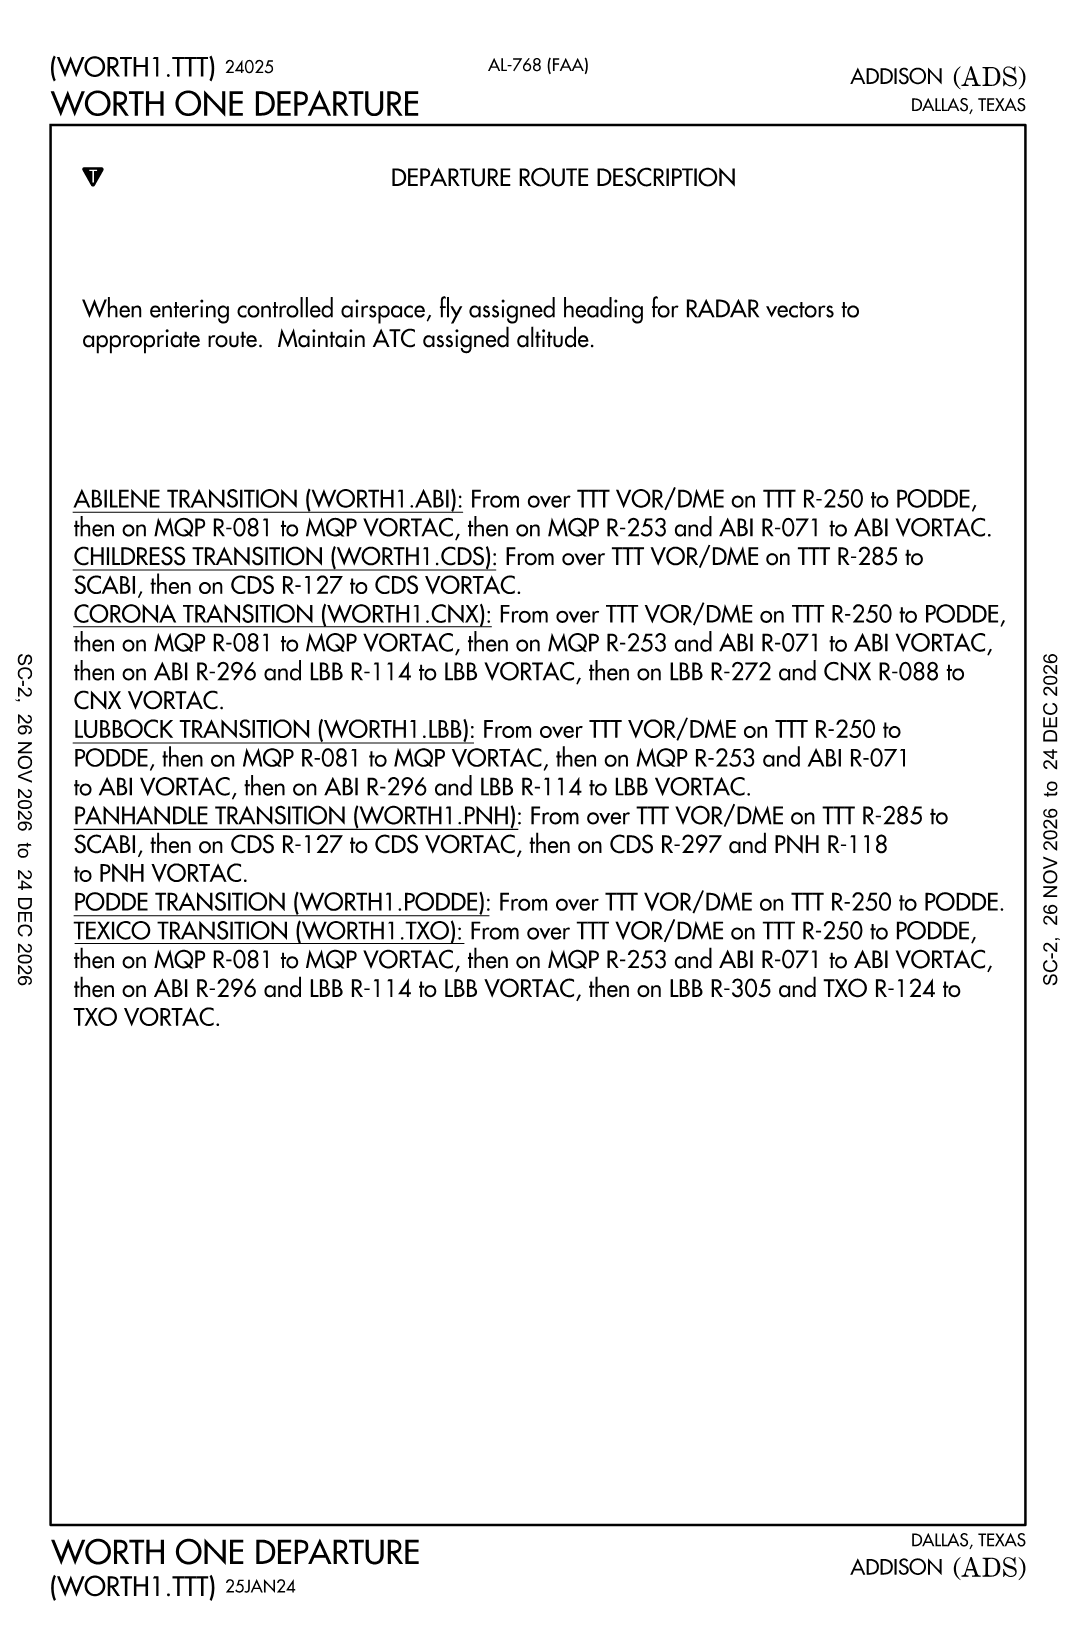 (WORTH1.TTT) 24025
AL-768 (FAA)
ADDISON (ADS)
WORTH ONE DEPARTURE
DALLAS, TEXAS
T
DEPARTURE ROUTE DESCRIPTION
When entering controlled airspace, fly assigned heading for RADAR vectors to
appropriate route.  Maintain ATC assigned altitude.
ABILENE TRANSITION (WORTH1.ABI): From over TTT VOR/DME on TTT R-250 to PODDE,
then on MQP R-081 to MQP VORTAC, then on MQP R-253 and ABI R-071 to ABI VORTAC.
CHILDRESS TRANSITION (WORTH1.CDS): From over TTT VOR/DME on TTT R-285 to
SCABI, then on CDS R-127 to CDS VORTAC.
CORONA TRANSITION (WORTH1.CNX): From over TTT VOR/DME on TTT R-250 to PODDE,
then on MQP R-081 to MQP VORTAC, then on MQP R-253 and ABI R-071 to ABI VORTAC,
then on ABI R-296 and LBB R-114 to LBB VORTAC, then on LBB R-272 and CNX R-088 to
CNX VORTAC.
LUBBOCK TRANSITION (WORTH1.LBB): From over TTT VOR/DME on TTT R-250 to
PODDE, then on MQP R-081 to MQP VORTAC, then on MQP R-253 and ABI R-071
to ABI VORTAC, then on ABI R-296 and LBB R-114 to LBB VORTAC.
PANHANDLE TRANSITION (WORTH1.PNH): From over TTT VOR/DME on TTT R-285 to
SCABI, then on CDS R-127 to CDS VORTAC, then on CDS R-297 and PNH R-118
to PNH VORTAC.
PODDE TRANSITION (WORTH1.PODDE): From over TTT VOR/DME on TTT R-250 to PODDE.
TEXICO TRANSITION (WORTH1.TXO): From over TTT VOR/DME on TTT R-250 to PODDE,
then on MQP R-081 to MQP VORTAC, then on MQP R-253 and ABI R-071 to ABI VORTAC,
then on ABI R-296 and LBB R-114 to LBB VORTAC, then on LBB R-305 and TXO R-124 to
TXO VORTAC.
SC-2, 26 NOV 2026 to 24 DEC 2026
SC-2, 26 NOV 2026 to 24 DEC 2026
WORTH ONE DEPARTURE
DALLAS, TEXAS
(WORTH1.TTT) 25JAN24
ADDISON (ADS)